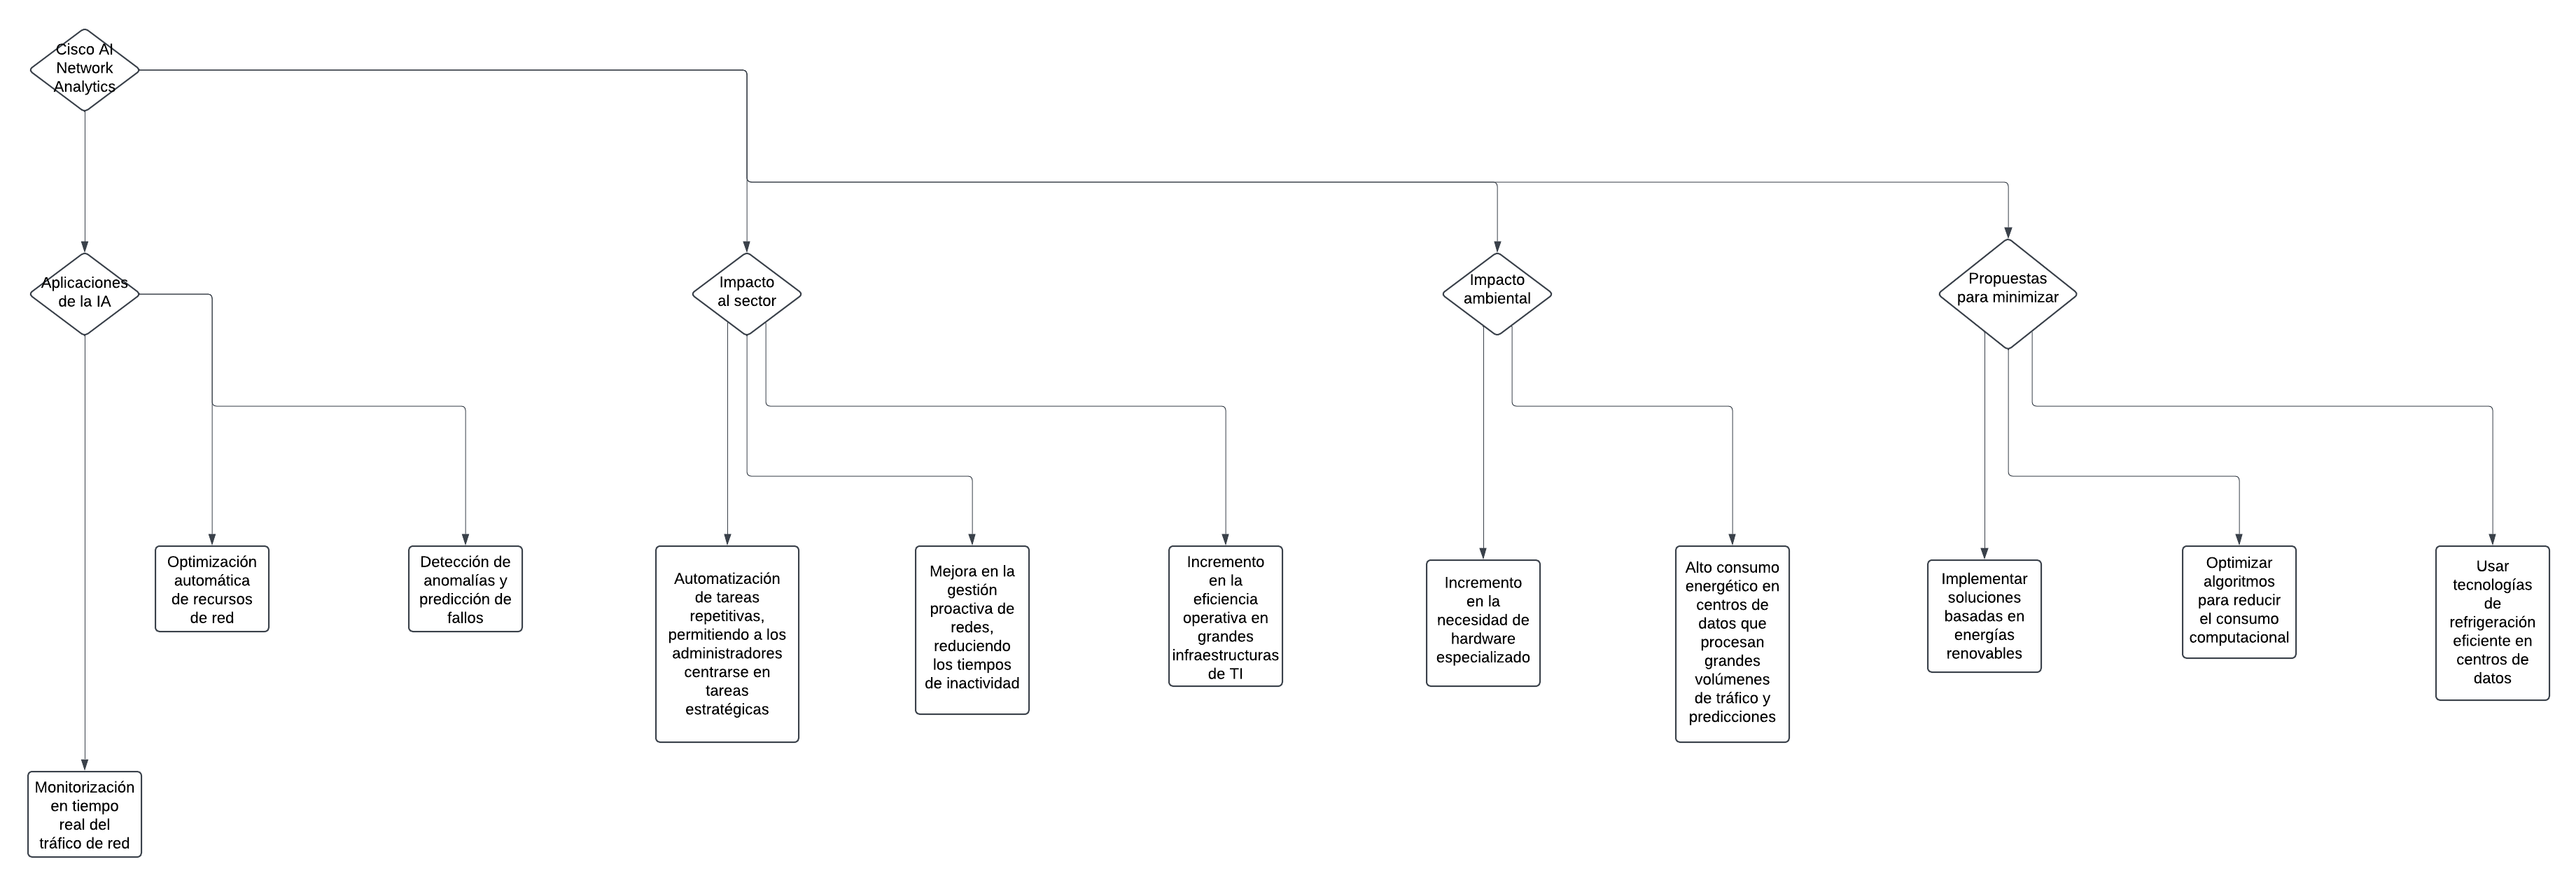 Cisco AI
Network
Analytics
Aplicaciones
de la IA
Impacto
al sector
Impacto
ambiental
Propuestas
para minimizar
Optimización
automática
de recursos
de red
Detección de
anomalías y
predicción de
fallos
Automatización
de tareas
repetitivas,
permitiendo a los
administradores
centrarse en
tareas
estratégicas
Mejora en la
gestión
proactiva de
redes,
reduciendo
los tiempos
de inactividad
Incremento
en la
eficiencia
operativa en
grandes
infraestructuras
de TI
Incremento
en la
necesidad de
hardware
especializado
Alto consumo
energético en
centros de
datos que
procesan
grandes
volúmenes
de tráfico y
predicciones
Implementar
soluciones
basadas en
energías
renovables
Optimizar
algoritmos
para reducir
el consumo
computacional
Usar
tecnologías
de
refrigeración
eficiente en
centros de
datos
Monitorización
en tiempo
real del
tráfico de red